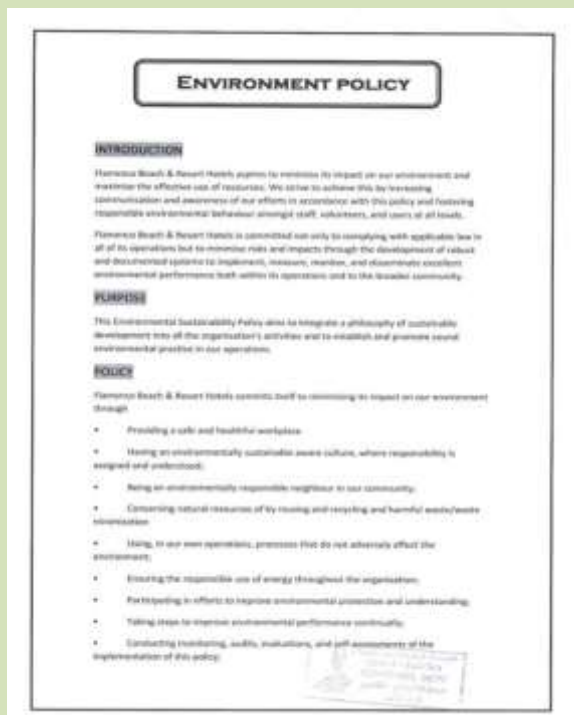 ENVIRONMENT POLICY
INTRODUCTION
Flamenco Beach & Resort Hotels aspires to minimise its impact on our environment and
maximise the effective use of resources. We strive to achieve this by increasing
communication and awareness of our efforts in accordance with this policy and fostering
responsible environmental behaviour amongst staff, volunteers, and users at all levels.
Flamenco Beach & Resort Hotels is committed not only to complying with applicable law in
all of its operations but to minimise risks and impacts through the development of robust
and documented systems to implement, measure, monitor, and disseminate excellent
environmental performance both within its operations and to the broader community.
PURPOSE
This Environmental Sustainability Policy aims to integrate a philosophy of sustainable
development into all the organisation's activities and to establish and promote sound
environmental practice in our operations.
POLICY
Flamenco Beach & Resort Hotels commits itself to minimising its impact on our environment
through
• Providing a safe and healthful workplace
• Having an environmentally sustainable aware culture, where responsibility is
assigned and understood;
• Being an environmentally responsible neighbour in our community;
• Conserving natural resources of by reusing and recycling and harmful waste/waste
minimization
• Using, in our own operations, processes that do not adversely affect the
environment;
• Ensuring the responsible use of energy throughout the organisation;
• Participating in efforts to improve environmental protection and understanding;
• Taking steps to improve environmental performance continually;
• Conducting monitoring, audits, evaluations, and self-assessments of the
implementation of this policy;